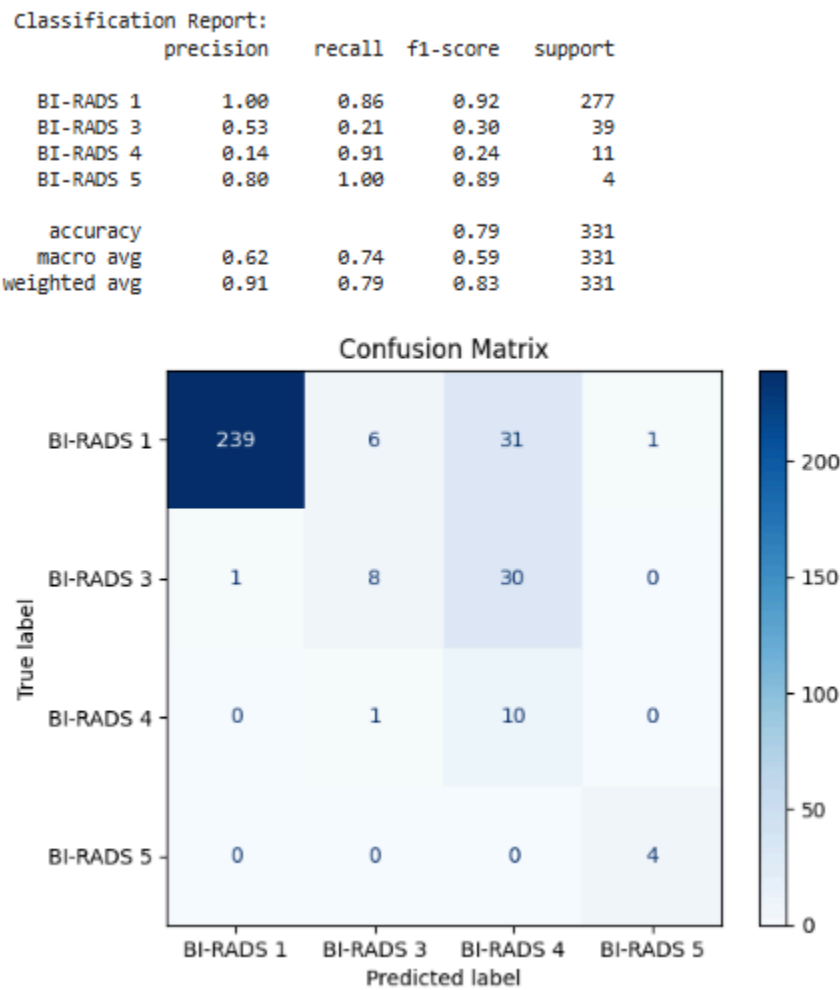 Classification Report:
precision recall f1-score support
BI-RADS 1 1.00 0.86 0.92 277
BI-RADS 3 0.53 0.21 0.30 39
BI-RADS 4 0.14 0.91 0.24 11
BI-RADS 5 0.80 1.00 0.89 4
accuracy 0.79 331
macro avg 0.62 0.74 0.59 331
weighted avg 0.91 0.79 0.83 331
Confusion Matrix
BI-RADS 1 239 6 31 1
BI-RADS 3 1 8 30 0
BI-RADS 4 0 1 10 0
BI-RADS 5 0 0 0 4
BI-RADS 1 BI-RADS 3 BI-RADS 4 BI-RADS 5
Predicted label
True label
200
150
100
50
0